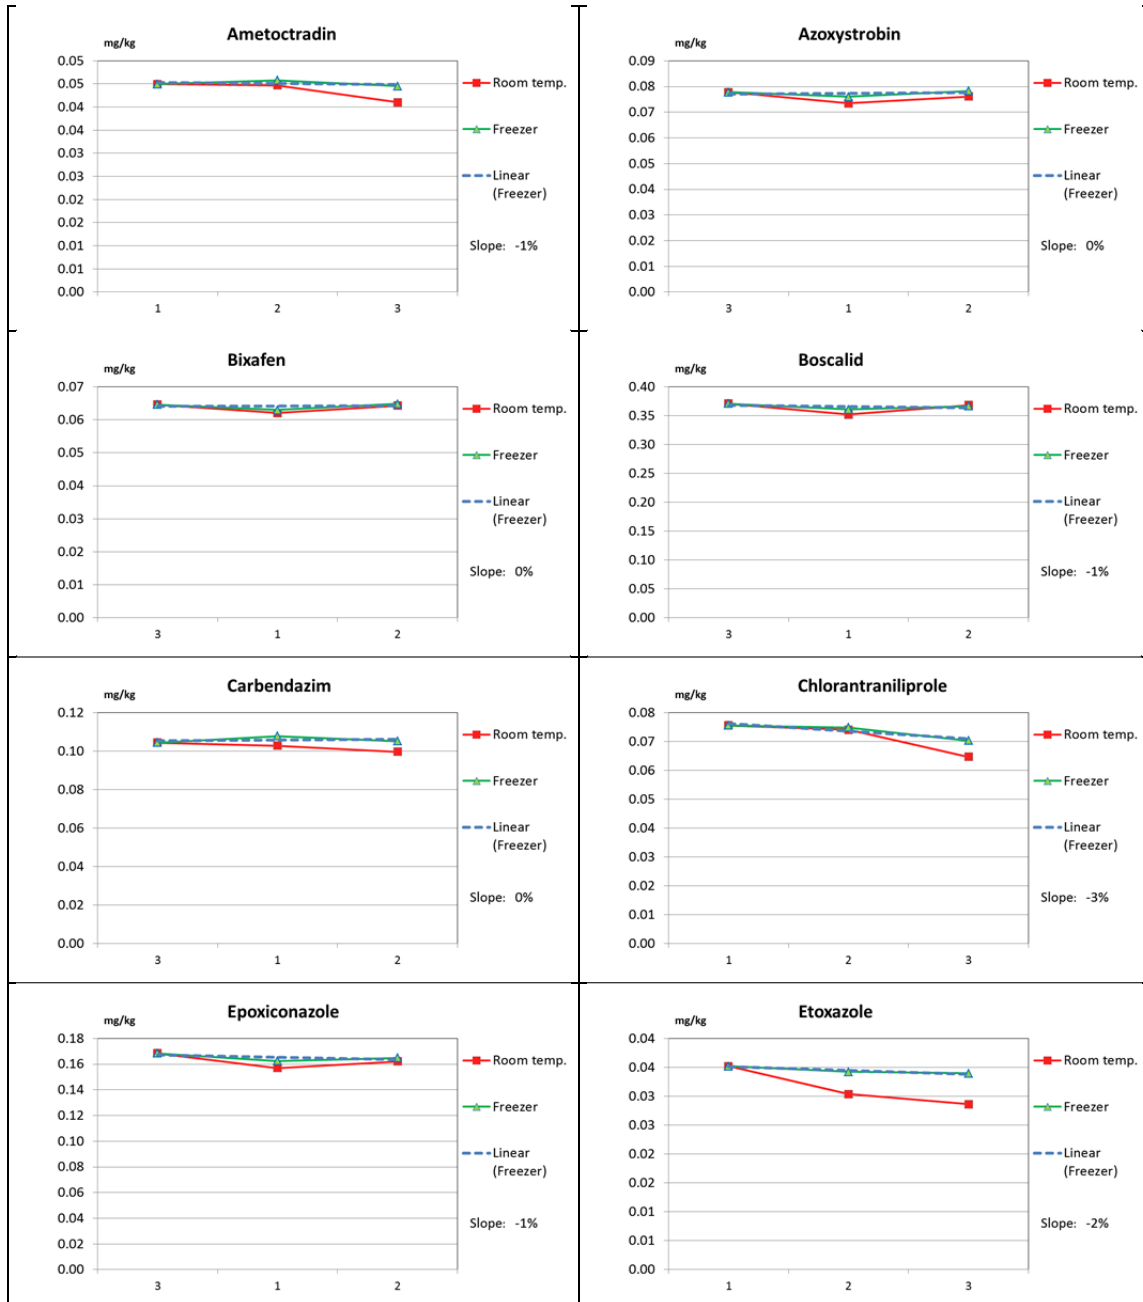 Ametoctradin
mg/kg
0.05
0.05
0.04
0.04
0.03
0.03
0.02
0.02
0.01
0.01
0.00
1 2 3
Room temp.
Freezer
Linear
(Freezer)
Slope: -1%
Azoxystrobin
mg/kg
0.09
0.08
0.07
0.06
0.05
0.04
0.03
0.02
0.01
0.00
3 1 2
Room temp.
Freezer
Linear
(Freezer)
Slope: 0%
Bixafen
mg/kg
0.07
0.06
0.05
0.04
0.03
0.02
0.01
0.00
3 1 2
Room temp.
Freezer
Linear
(Freezer)
Slope: 0%
Boscalid
mg/kg
0.40
0.35
0.30
0.25
0.20
0.15
0.10
0.05
0.00
3 1 2
Room temp.
Freezer
Linear
(Freezer)
Slope: -1%
Carbendazim
mg/kg
0.12
0.10
0.08
0.06
0.04
0.02
0.00
3 1 2
Room temp.
Freezer
Linear
(Freezer)
Slope: 0%
Chlorantraniliprole
mg/kg
0.08
0.07
0.06
0.05
0.04
0.03
0.02
0.01
0.00
1 2 3
Room temp.
Freezer
Linear
(Freezer)
Slope: -3%
Epoxiconazole
mg/kg
0.18
0.16
0.14
0.12
0.10
0.08
0.06
0.04
0.02
0.00
3 1 2
Room temp.
Freezer
Linear
(Freezer)
Slope: -1%
Etoxazole
mg/kg
0.04
0.04
0.03
0.03
0.02
0.02
0.01
0.01
0.00
1 2 3
Room temp.
Freezer
Linear
(Freezer)
Slope: -2%